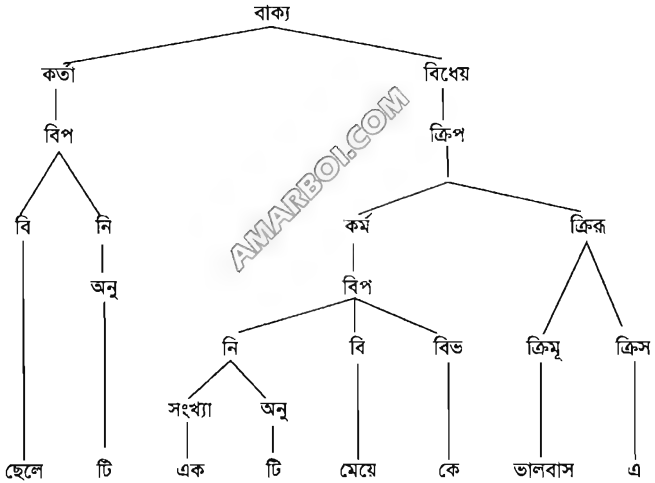 বাক্য
কর্তা বিধেয়
বিপ ক্রিপ
AMARBOI.COM
বি নি কর্ম ক্রিরূ
অনু বিপ
নি বি বিভ ক্রিমূ ক্রিস
সংখ্যা অনু
ছেলে টি এক টি মেয়ে কে ভালবাস এ